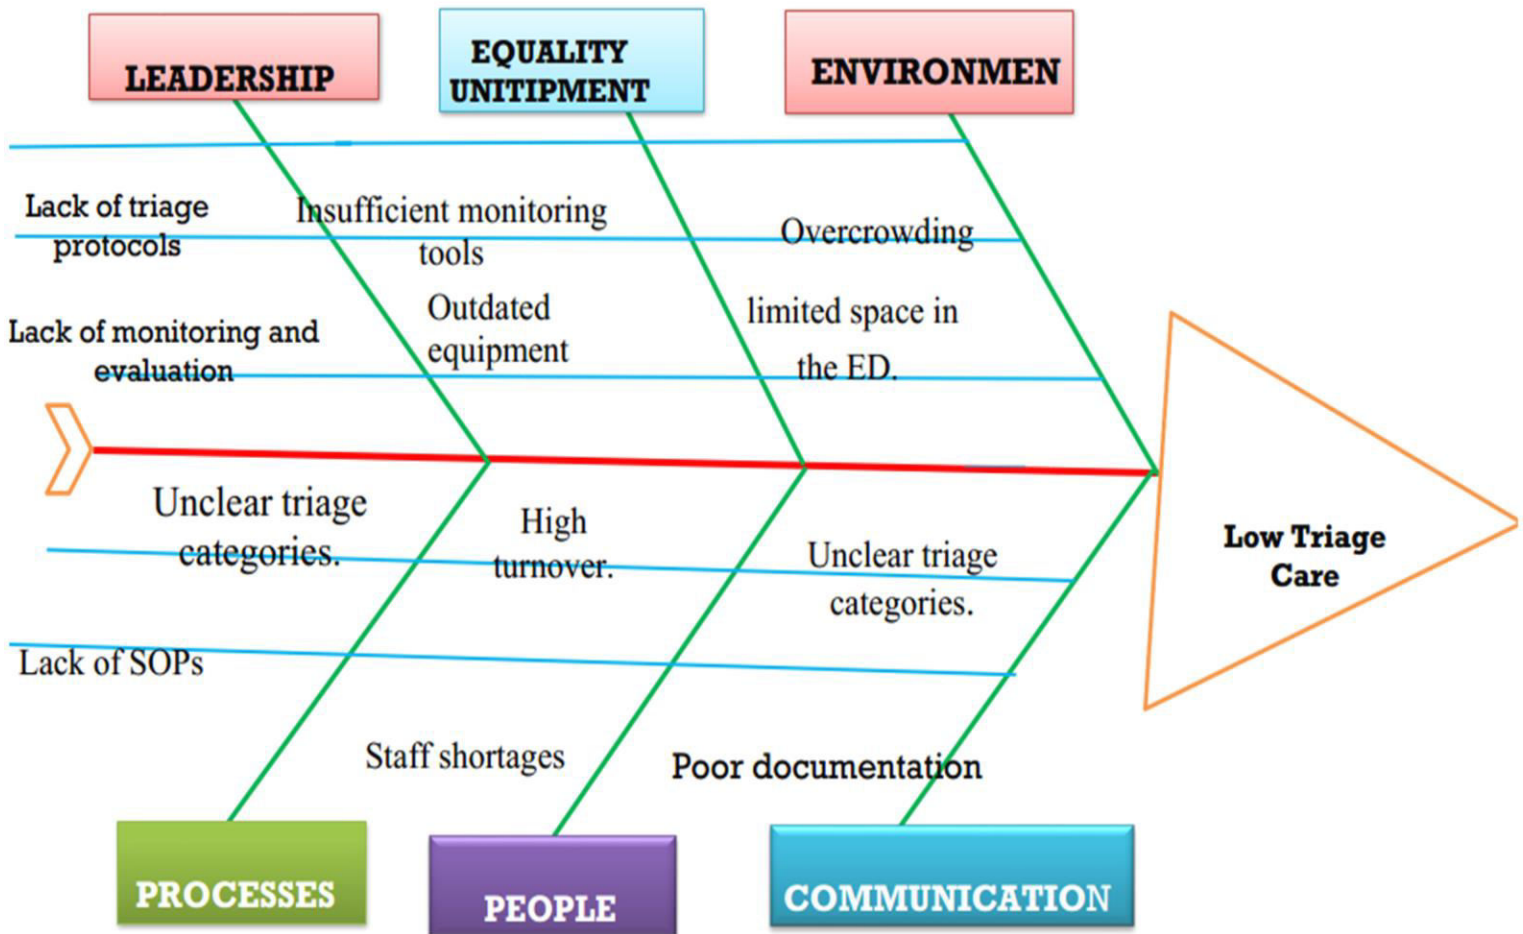 LEADERSHIP
EQUALITY
UNITIPMENT
ENVIRONMEN
Lack of triage
protocols
Insufficient monitoring
tools
Overcrowding
Lack of monitoring and
evaluation
Outdated
equipment
limited space in
the ED.
Unclear triage
categories.
High
turnover.
Unclear triage
categories.
Low Triage
Care
Lack of SOPs
Staff shortages
Poor documentation
PROCESSES
PEOPLE
COMMUNICATION